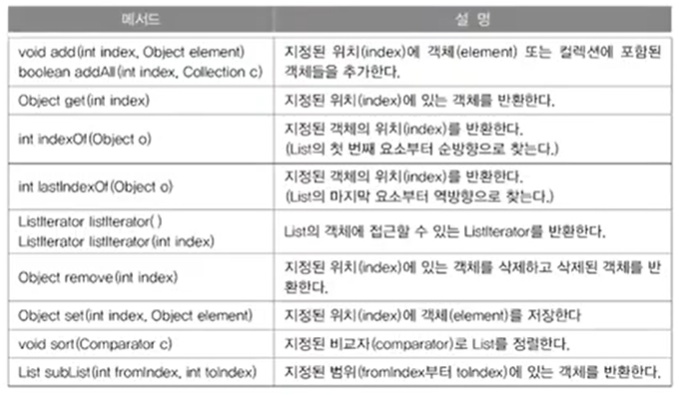 메서드 설 명
void add(int index, Object element)
boolean addAll(int index, Collection c)
지정된 위치(index)에 객체(element) 또는 컬렉션에 포함된
객체들을 추가한다.
Object get(int index)
지정된 위치(index)에 있는 객체를 반환한다.
int indexOf(Object o)
지정된 객체의 위치(index)를 반환한다.
(List의 첫 번째 요소부터 순방향으로 찾는다.)
int lastIndexOf(Object o)
지정된 객체의 위치(index)를 반환한다.
(List의 마지막 요소부터 역방향으로 찾는다.)
ListIterator listIterator( )
ListIterator listIterator(int index)
List의 객체에 접근할 수 있는 ListIterator를 반환한다.
Object remove(int index)
지정된 위치(index)에 있는 객체를 삭제하고 삭제된 객체를 반
환한다.
Object set(int index, Object element)
지정된 위치(index)에 객체(element)를 저장한다
void sort(Comparator c)
지정된 비교자(comparator)로 List를 정렬한다.
List subList(int fromIndex, int toIndex)
지정된 범위(fromIndex부터 toIndex)에 있는 객체를 반환한다.